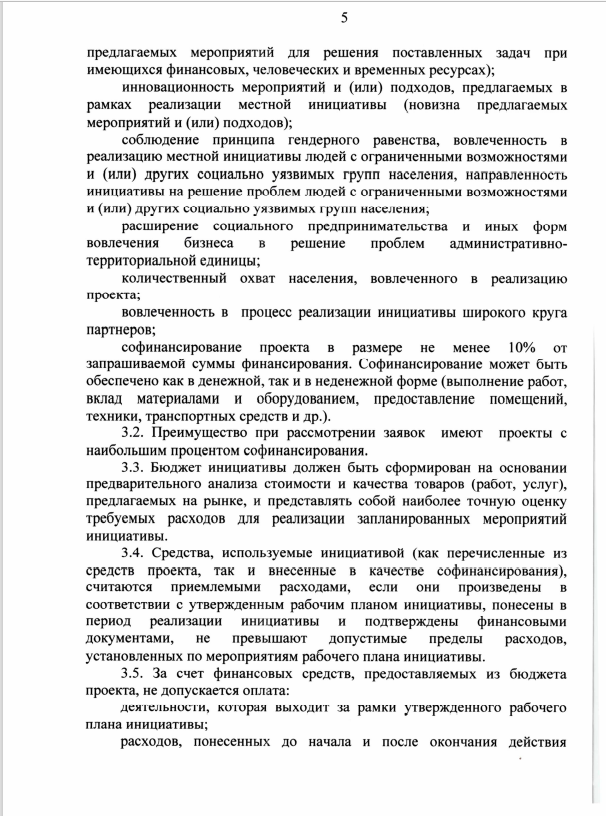 5
предлагаемых мероприятий для решения поставленных задач при
имеющихся финансовых, человеческих и временных ресурсах);
инновационность мероприятий и (или) подходов, предлагаемых в
рамках реализации местной инициативы (новизна предлагаемых
мероприятий и (или) подходов);
соблюдение принципа гендерного равенства, вовлеченность в
реализацию местной инициативы людей с ограниченными возможностями
и (или) других социально уязвимых групп населения, направленность
инициативы на решение проблем людей с ограниченными возможностями
и (или) других социально уязвимых групп населения;
расширение социального предпринимательства и иных форм
вовлечения бизнеса в решение проблем административно-
территориальной единицы;
количественный охват населения, вовлеченного в реализацию
проекта;
вовлеченность в процесс реализации инициативы широкого круга
партнеров;
софинансирование проекта в размере не менее 10% от
запрашиваемой суммы финансирования. Софинансирование может быть
обеспечено как в денежной, так и в неденежной форме (выполнение работ,
вклад материалами и оборудованием, предоставление помещений,
техники, транспортных средств и др.).
3.2. Преимущество при рассмотрении заявок имеют проекты с
наибольшим процентом софинансирования.
3.3. Бюджет инициативы должен быть сформирован на основании
предварительного анализа стоимости и качества товаров (работ, услуг),
предлагаемых на рынке, и представлять собой наиболее точную оценку
требуемых расходов для реализации запланированных мероприятий
инициативы.
3.4. Средства, используемые инициативой (как перечисленные из
средств проекта, так и внесенные в качестве софинансирования),
считаются приемлемыми расходами, если они произведены в
соответствии с утвержденным рабочим планом инициативы, понесены в
период реализации инициативы и подтверждены финансовыми
документами, не превышают допустимые пределы расходов,
установленных по мероприятиям рабочего плана инициативы.
3.5. За счет финансовых средств, предоставляемых из бюджета
проекта, не допускается оплата:
деятельности, которая выходит за рамки утвержденного рабочего
плана инициативы;
расходов, понесенных до начала и после окончания действия